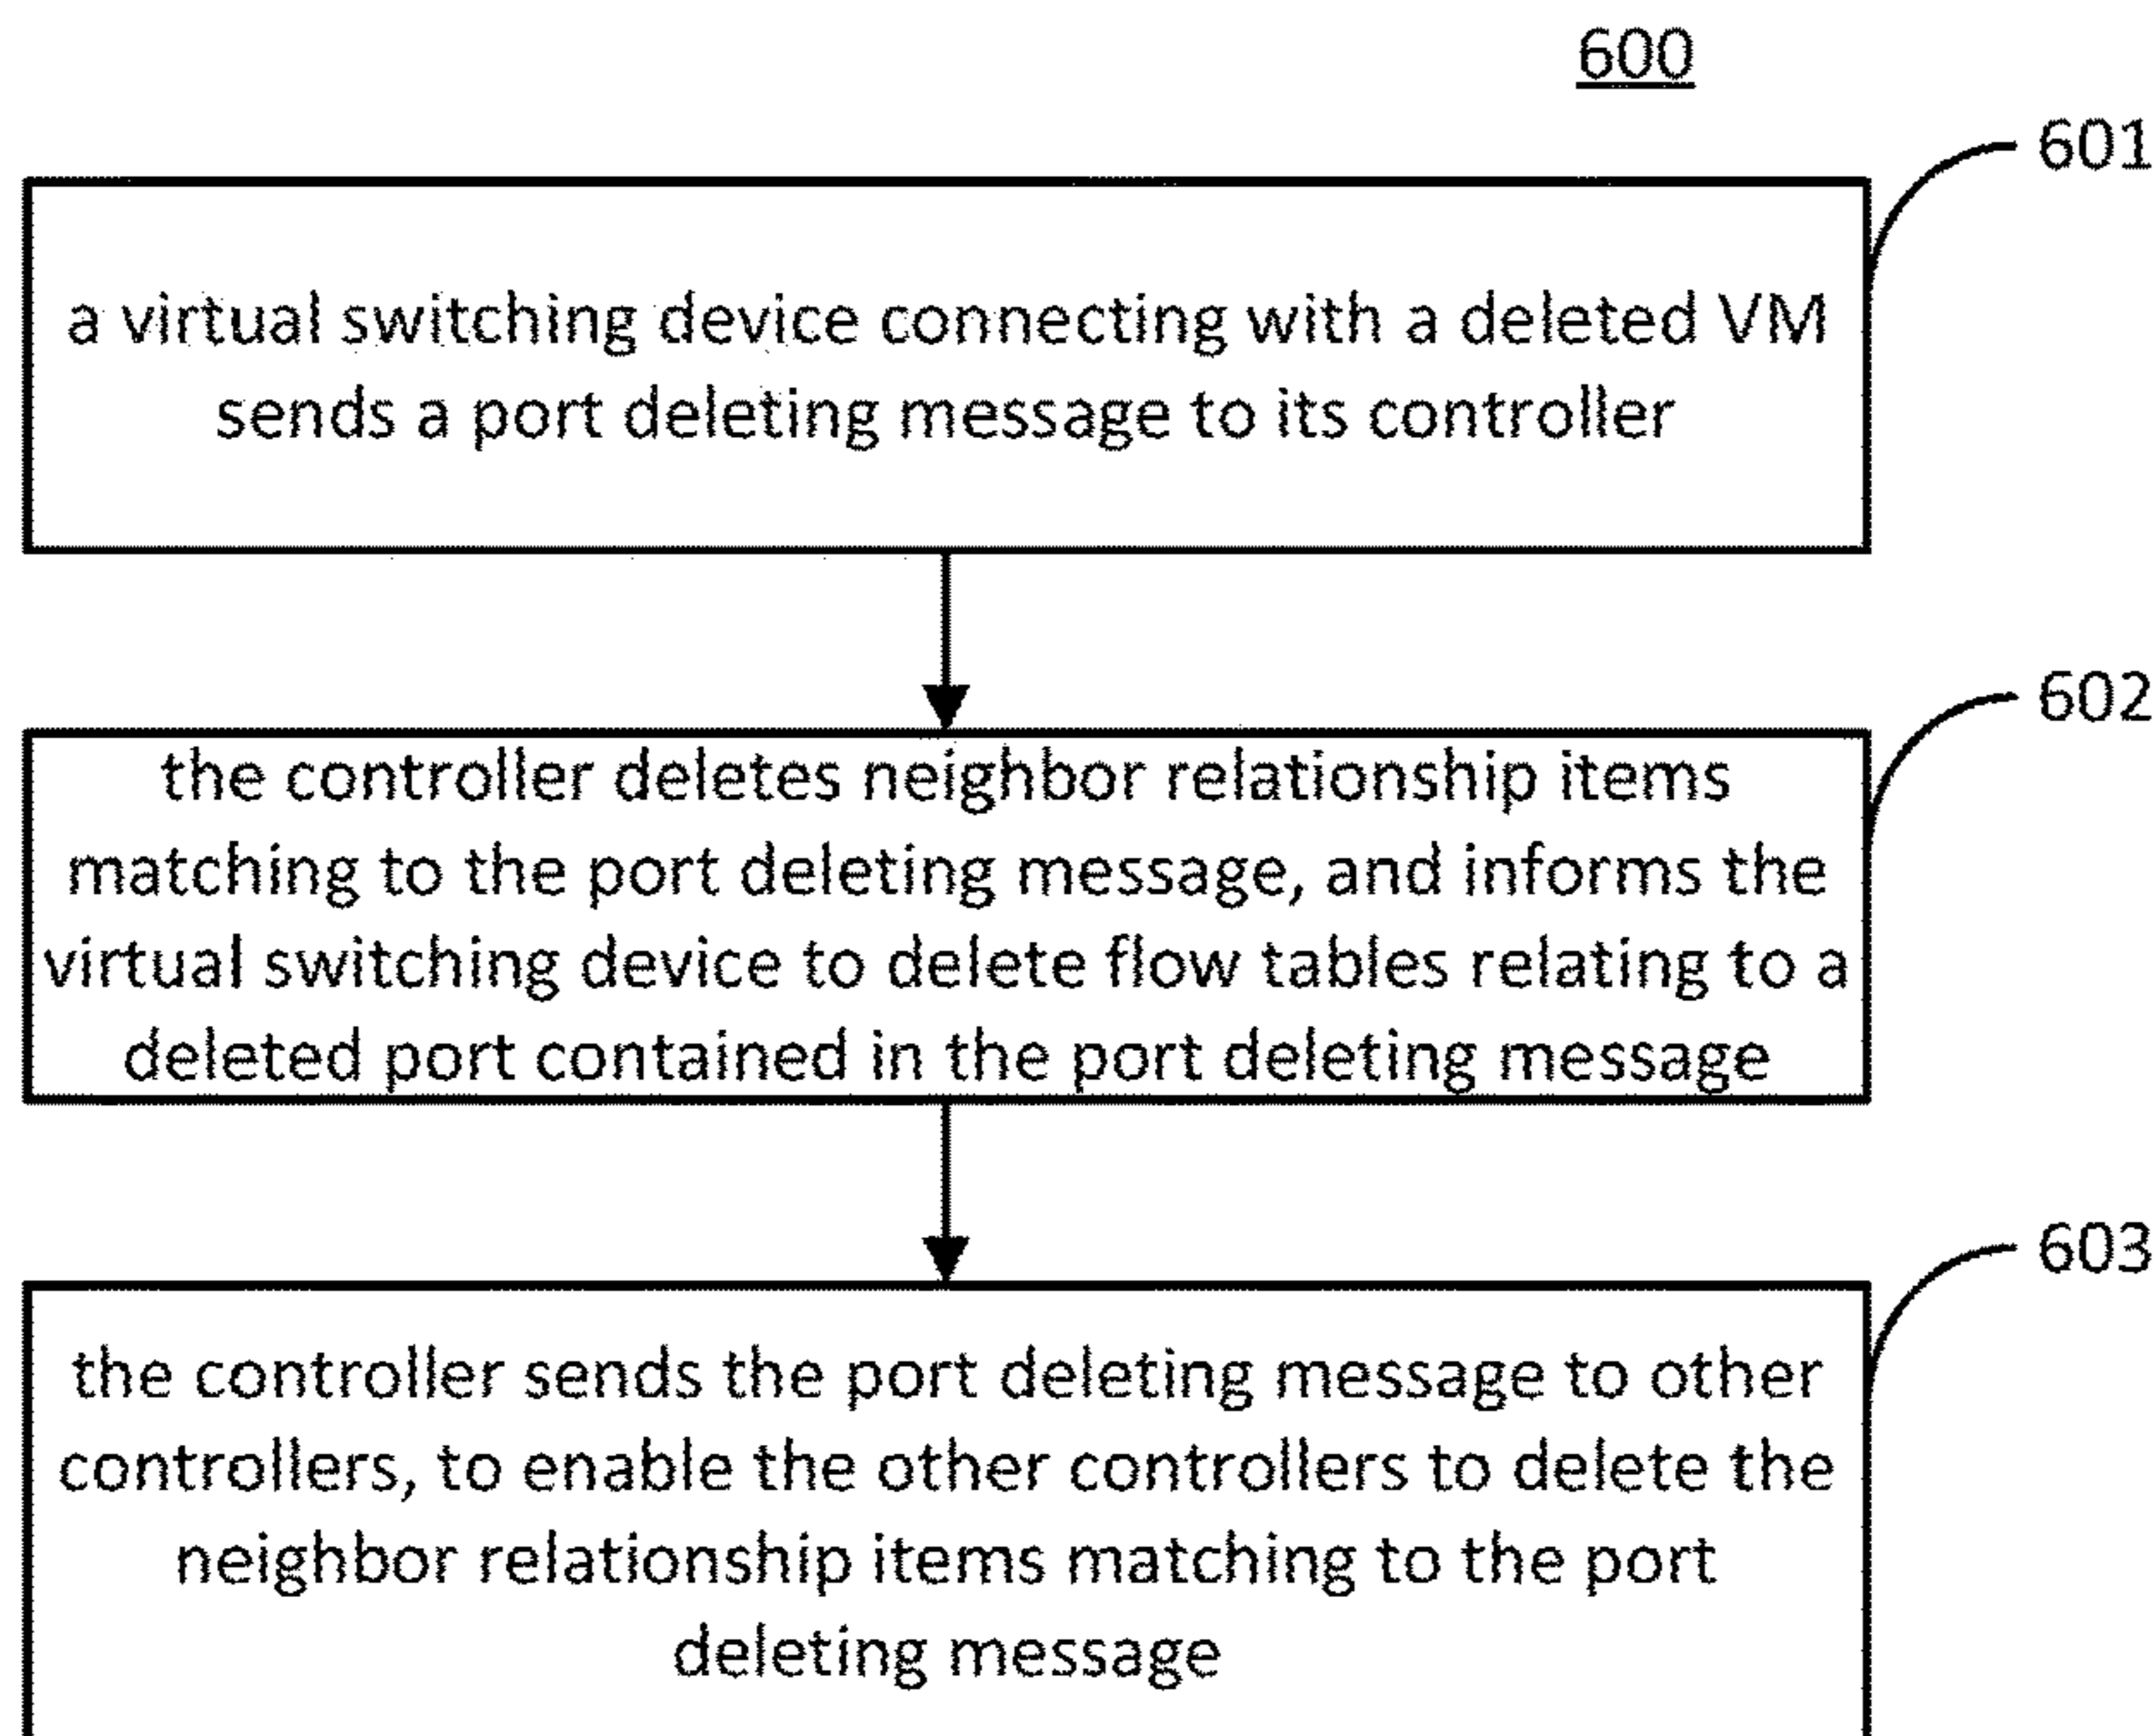 600
601
a virtual switching device connecting with a deleted VM
sends a port deleting message to its controller
602
the controller deletes neighbor relationship items
matching to the port deleting message, and informs the
virtual switching device to delete flow tables relating to a
deleted port contained in the port deleting message
603
the controller sends the port deleting message to other
controllers, to enable the other controllers to delete the
neighbor relationship items matching to the port
deleting message